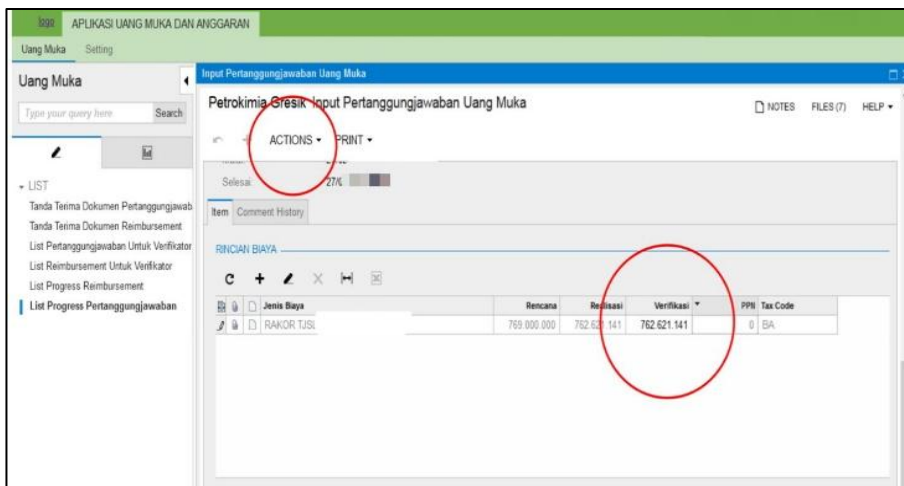 logo APLIKASI UANG MUKA DAN ANGGARAN
Uang Muka Setting
Uang Muka
Type your query here Search
LIST
Tanda Terima Dokumen Pertanggungjawab
Tanda Terima Dokumen Reimbursement
List Pertanggungjawaban Untuk Verifikator
List Reimbursement Untuk Verifikator
List Progress Reimbursement
List Progress Pertanggungjawaban
Input Pertanggungjawaban Uang Muka
Petrokimia Gresik Input Pertanggungjawaban Uang Muka
NOTES FILES (7) HELP
ACTIONS PRINT
Selesai: 27/
Item Comment History
RINCIAN BIAYA
Jenis Biaya Rencana Realisasi Verifikasi PPN Tax Code
RAKOR TJSL 769.000.000 762.621.141 762.621.141 0 BA